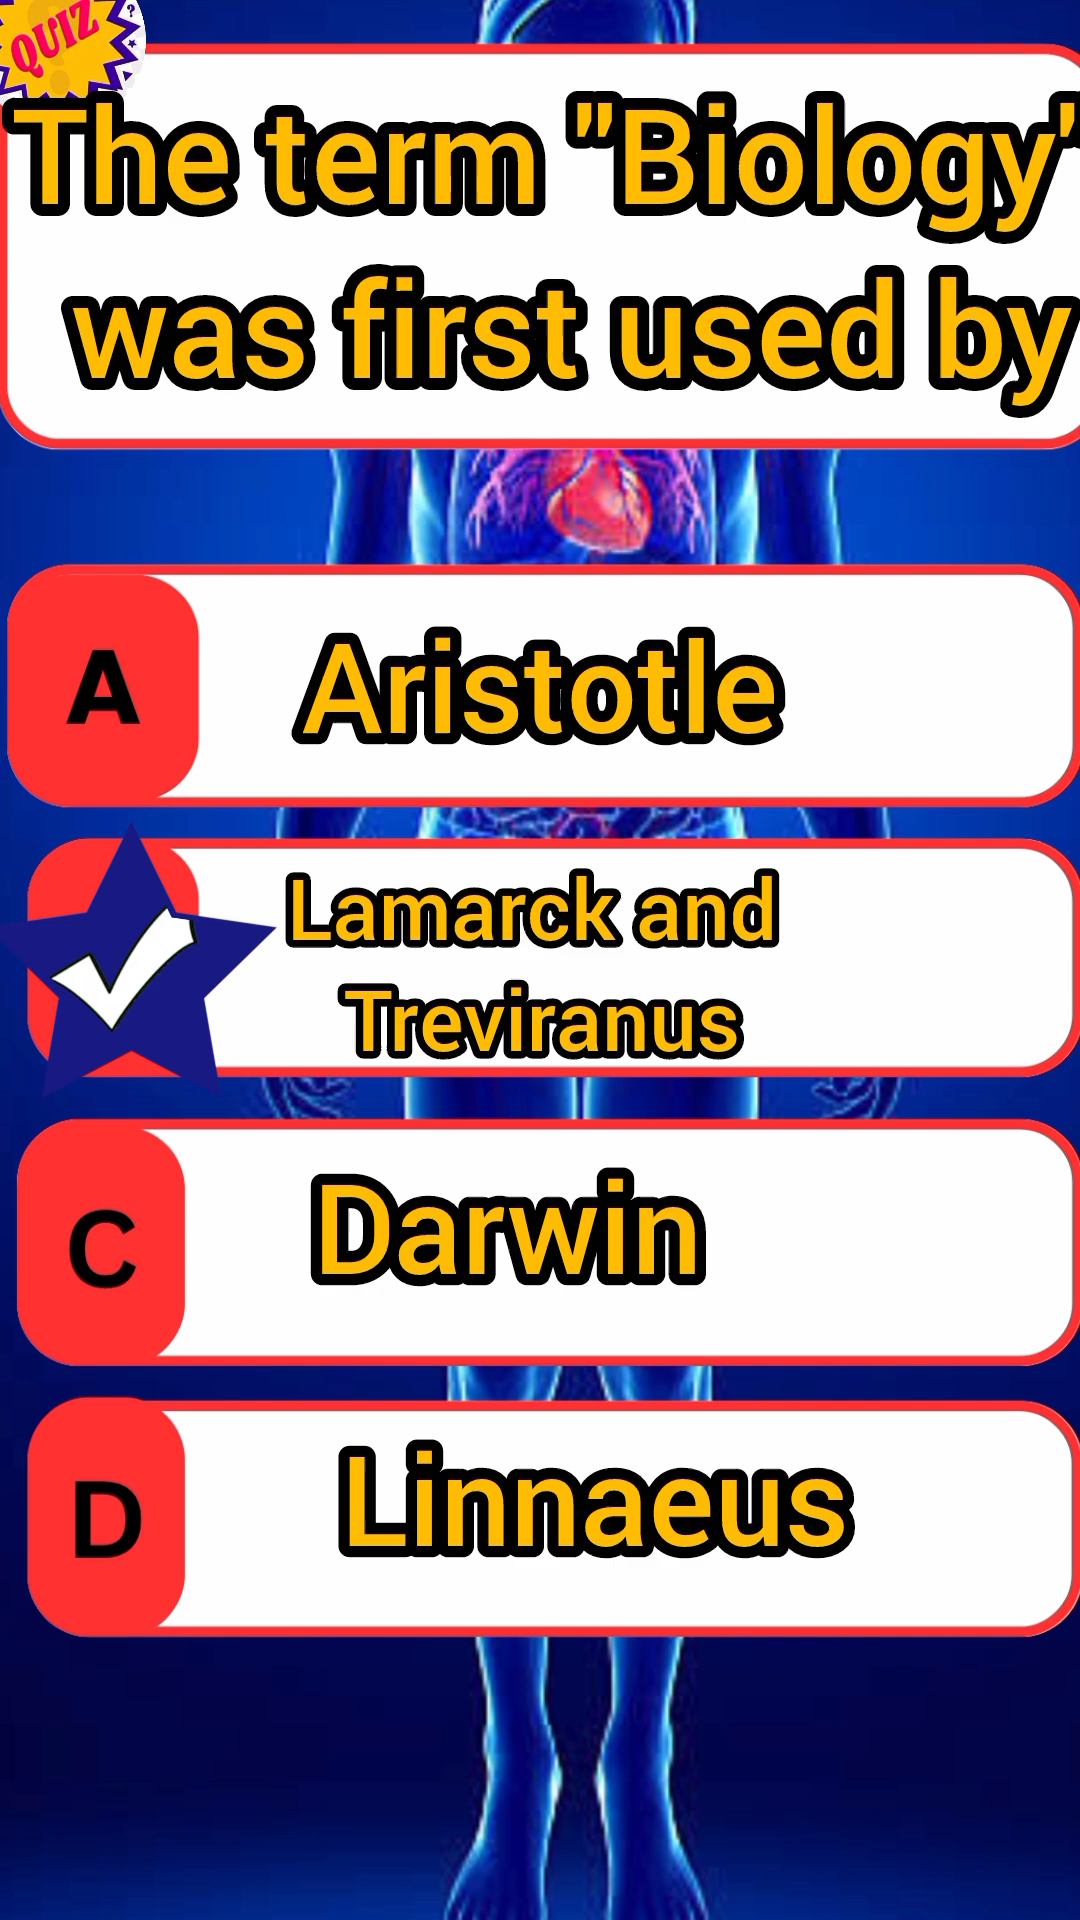 QUIZ
The term "Biology"
was first used by
A
Aristotle
Lamarck and
Treviranus
C
Darwin
D
Linnaeus